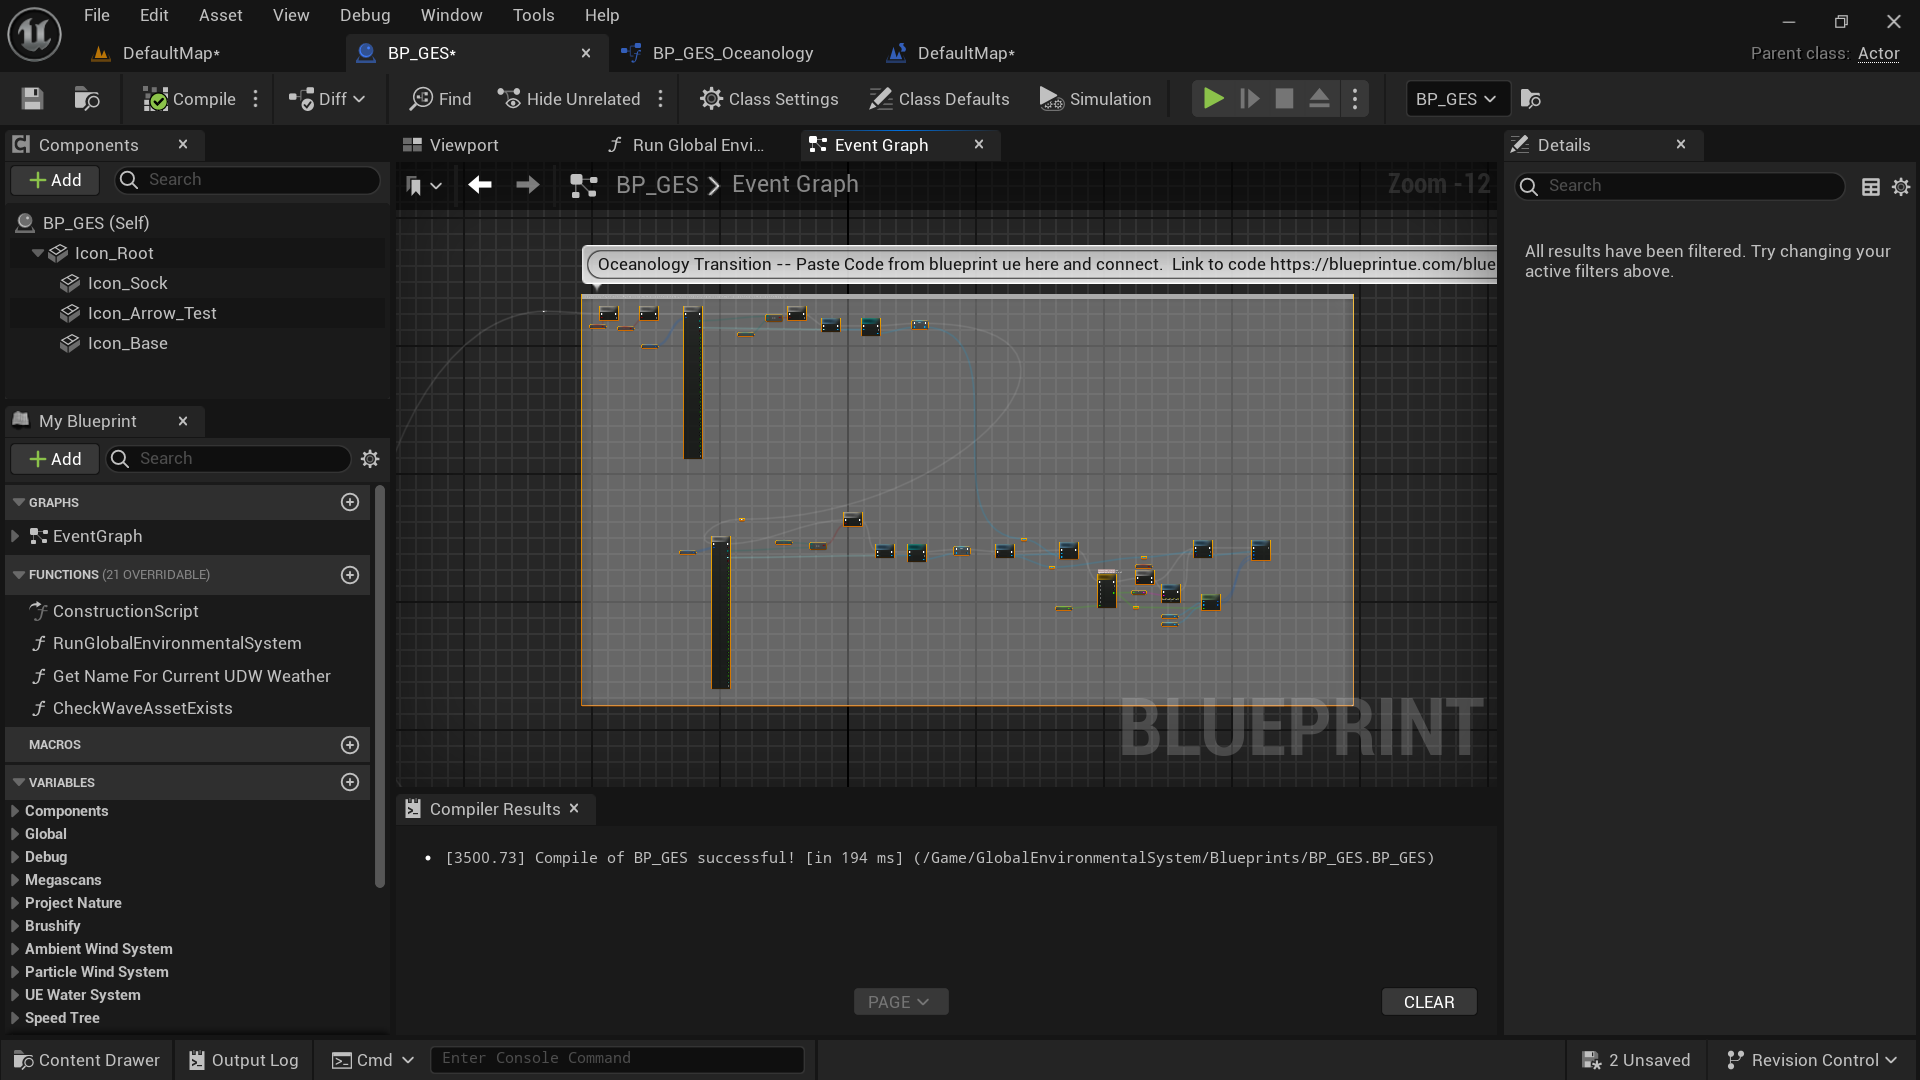 File Edit Asset View Debug Window Tools Help
DefaultMap*
BP_GES*
BP_GES_Oceanology
DefaultMap*
Parent class: Actor
Compile
Diff
Find
Hide Unrelated
Class Settings
Class Defaults
Simulation
BP_GES
Components
Add
Search
BP_GES (Self)
Icon_Root
Icon_Sock
Icon_Arrow_Test
Icon_Base
My Blueprint
Add
Search
GRAPHS
EventGraph
FUNCTIONS (21 OVERRIDABLE)
ConstructionScript
RunGlobalEnvironmentalSystem
Get Name For Current UDW Weather
CheckWaveAssetExists
MACROS
VARIABLES
Components
Global
Debug
Megascans
Project Nature
Brushify
Ambient Wind System
Particle Wind System
UE Water System
Speed Tree
Viewport
Run Global Envi...
Event Graph
BP_GES > Event Graph
Zoom -12
Oceanology Transition -- Paste Code from blueprint ue here and connect.  Link to code https://blueprintue.com/blue
BLUEPRINT
Compiler Results
[3500.73] Compile of BP_GES successful! [in 194 ms] (/Game/GlobalEnvironmentalSystem/Blueprints/BP_GES.BP_GES)
PAGE
CLEAR
Details
Search
All results have been filtered. Try changing your
active filters above.
Content Drawer
Output Log
Cmd
Enter Console Command
2 Unsaved
Revision Control